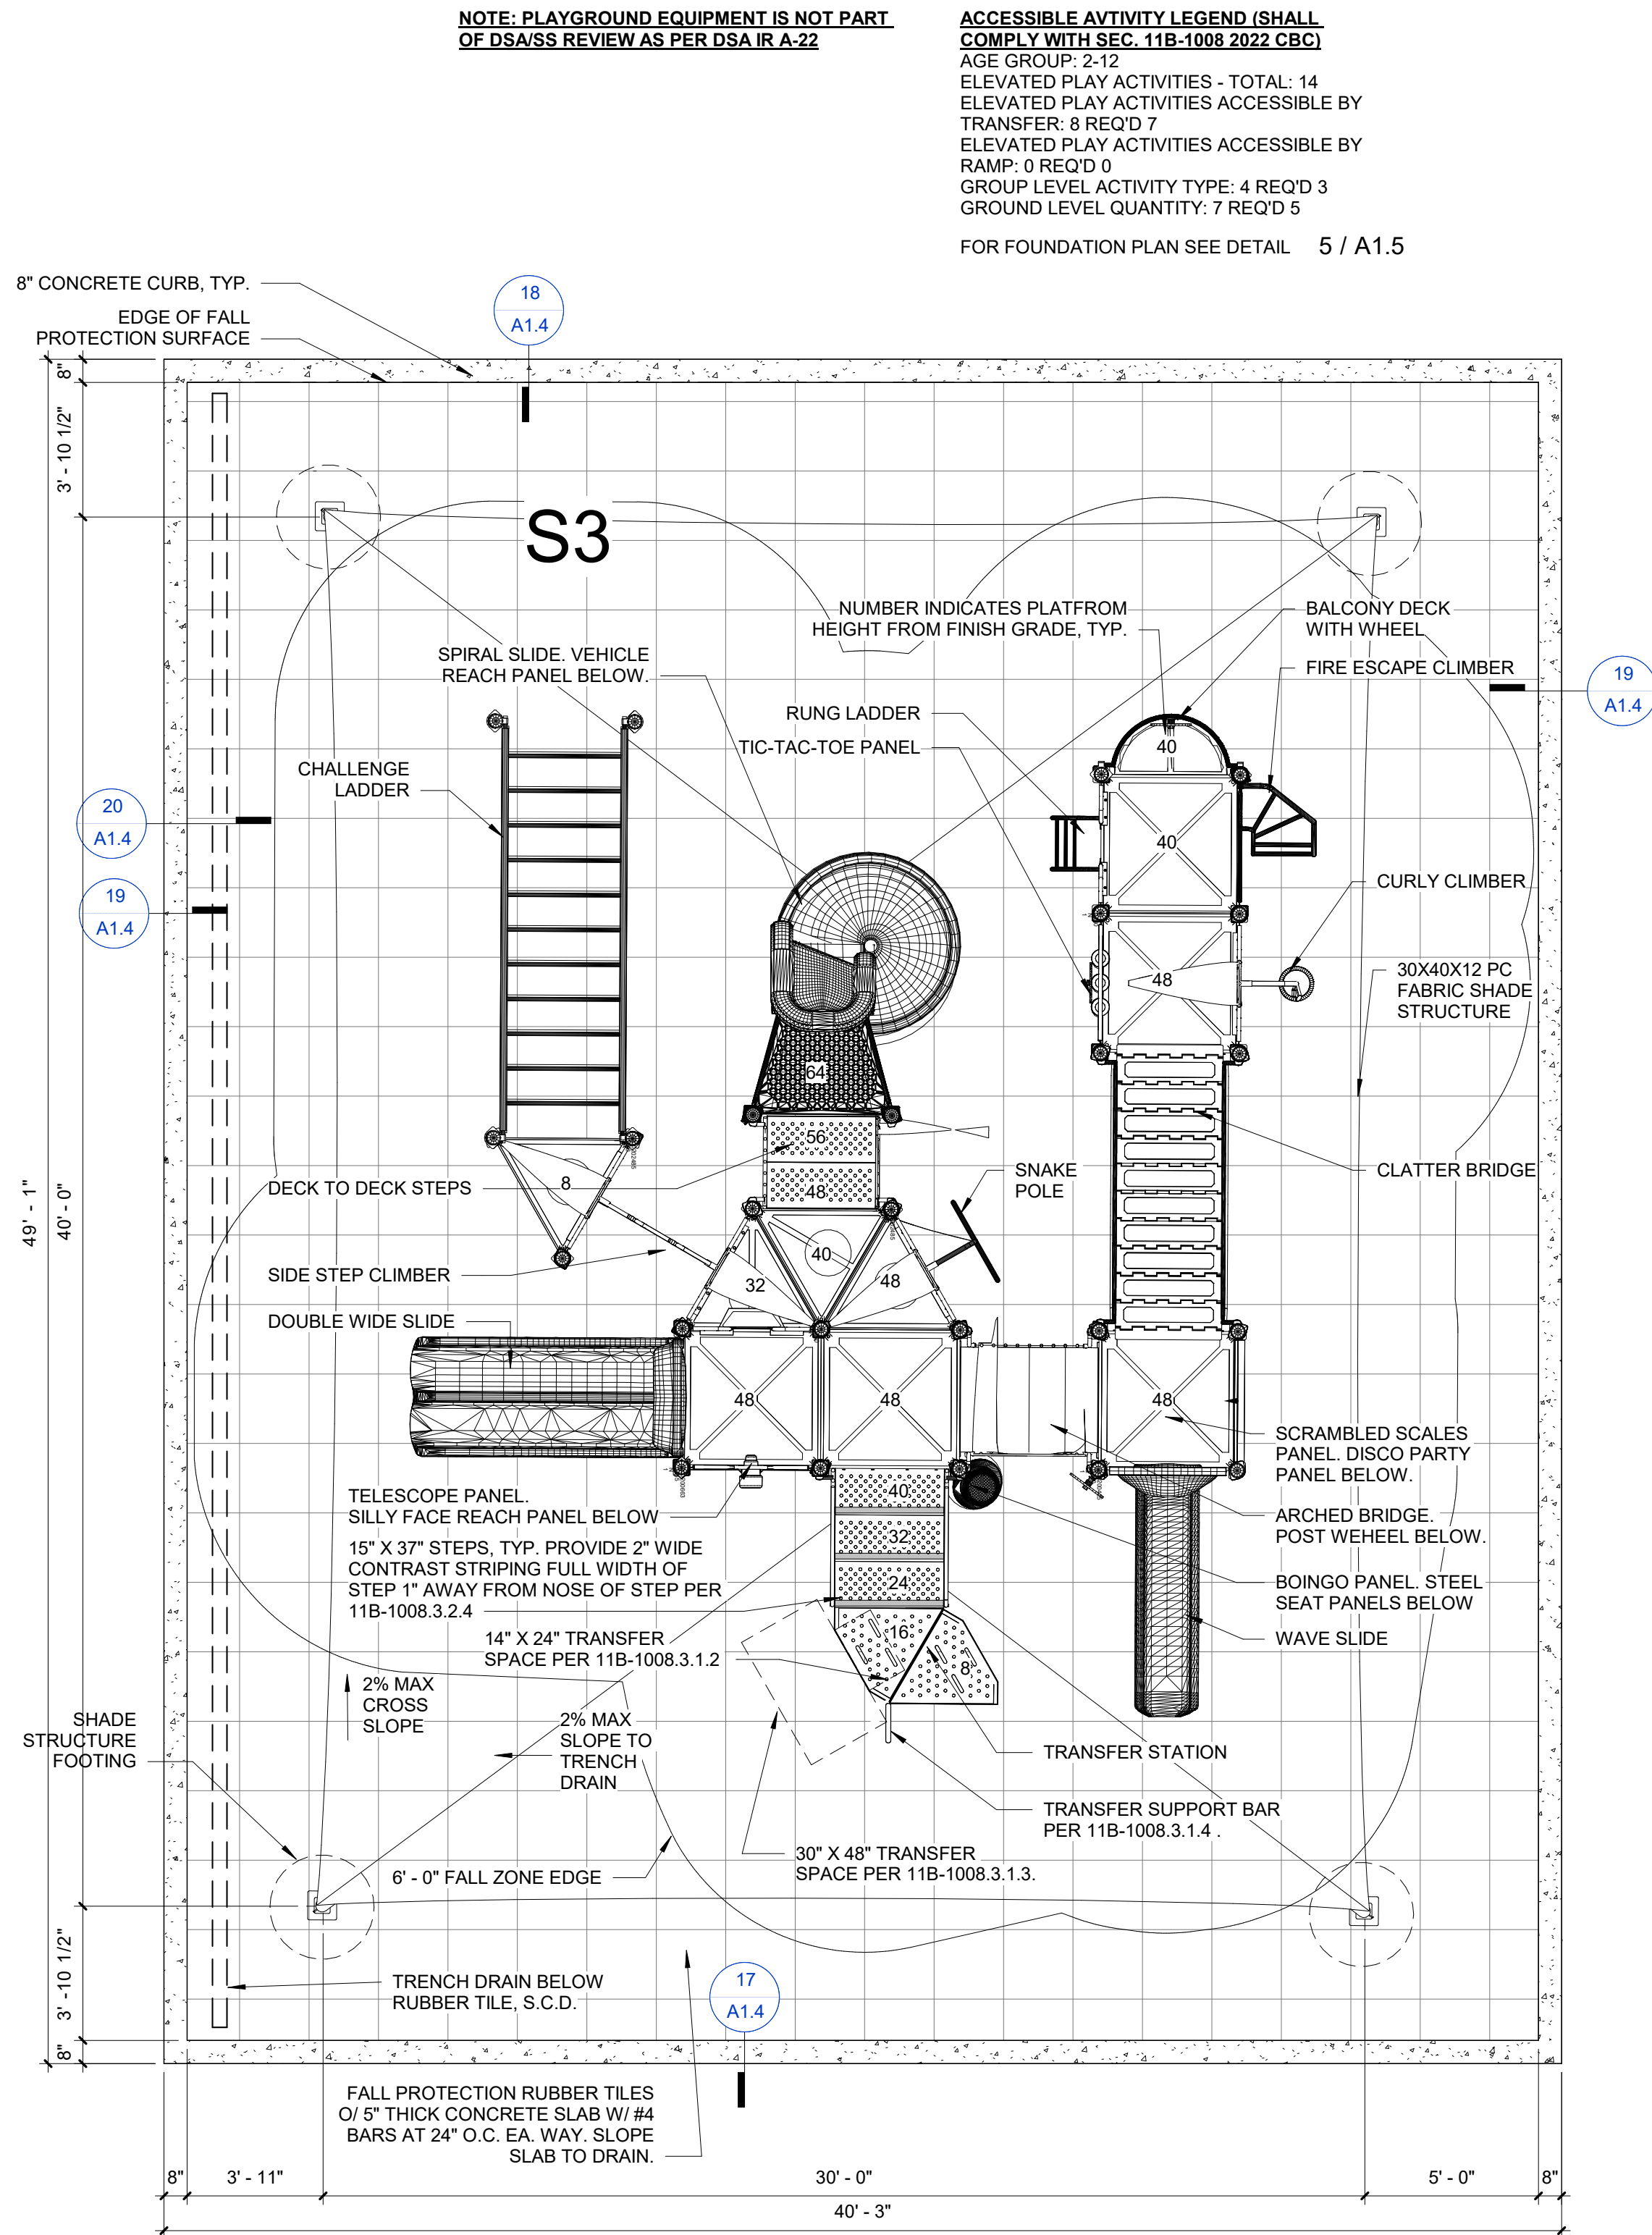 NOTE: PLAYGROUND EQUIPMENT IS NOT PART
OF DSA/SS REVIEW AS PER DSA IR A-22
ACCESSIBLE AVTIVITY LEGEND (SHALL
COMPLY WITH SEC. 11B-1008 2022 CBC)
AGE GROUP: 2-12
ELEVATED PLAY ACTIVITIES - TOTAL: 14
ELEVATED PLAY ACTIVITIES ACCESSIBLE BY
TRANSFER: 8 REQ'D 7
ELEVATED PLAY ACTIVITIES ACCESSIBLE BY
RAMP: 0 REQ'D 0
GROUP LEVEL ACTIVITY TYPE: 4 REQ'D 3
GROUND LEVEL QUANTITY: 7 REQ'D 5
FOR FOUNDATION PLAN SEE DETAIL 5 / A1.5
8" CONCRETE CURB, TYP.
EDGE OF FALL
PROTECTION SURFACE
18
A1.4
8"
3' - 10 1/2"
S3
NUMBER INDICATES PLATFROM
HEIGHT FROM FINISH GRADE, TYP.
BALCONY DECK
WITH WHEEL
SPIRAL SLIDE. VEHICLE
REACH PANEL BELOW.
FIRE ESCAPE CLIMBER
19
A1.4
RUNG LADDER
TIC-TAC-TOE PANEL
40
CHALLENGE
LADDER
20
A1.4
40
CURLY CLIMBER
19
A1.4
48
30X40X12 PC
FABRIC SHADE
STRUCTURE
64
56
48
SNAKE
POLE
CLATTER BRIDGE
8
DECK TO DECK STEPS
49' - 1"
40' - 0"
40
32
48
SIDE STEP CLIMBER
DOUBLE WIDE SLIDE
48
48
48
SCRAMBLED SCALES
PANEL. DISCO PARTY
PANEL BELOW.
TELESCOPE PANEL.
SILLY FACE REACH PANEL BELOW
40
ARCHED BRIDGE.
POST WEHEEL BELOW.
15" X 37" STEPS, TYP. PROVIDE 2" WIDE
CONTRAST STRIPING FULL WIDTH OF
STEP 1" AWAY FROM NOSE OF STEP PER
11B-1008.3.2.4
32
24
BOINGO PANEL. STEEL
SEAT PANELS BELOW
14" X 24" TRANSFER
SPACE PER 11B-1008.3.1.2
16
8
WAVE SLIDE
2% MAX
CROSS
SLOPE
2% MAX
SLOPE TO
TRENCH
DRAIN
SHADE
STRUCTURE
FOOTING
TRANSFER STATION
TRANSFER SUPPORT BAR
PER 11B-1008.3.1.4 .
30" X 48" TRANSFER
SPACE PER 11B-1008.3.1.3.
6' - 0" FALL ZONE EDGE
3' - 10 1/2"
TRENCH DRAIN BELOW
RUBBER TILE, S.C.D.
17
A1.4
8"
FALL PROTECTION RUBBER TILES
O/ 5" THICK CONCRETE SLAB W/ #4
BARS AT 24" O.C. EA. WAY. SLOPE
SLAB TO DRAIN.
8"
3' - 11"
30' - 0"
5' - 0"
8"
40' - 3"